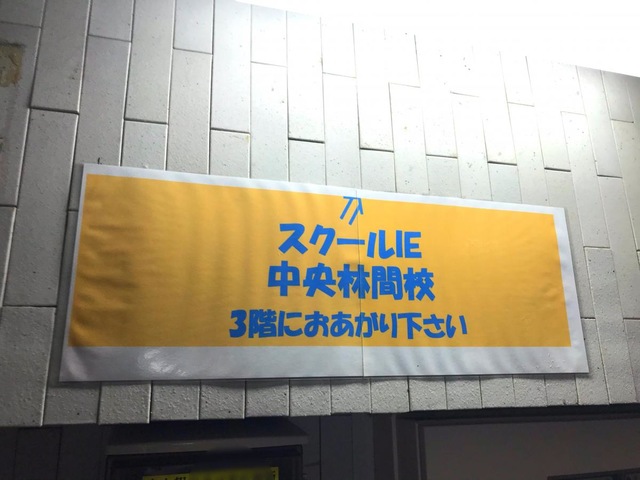 ⇈
スクールIE
中央林間校
3階におあがり下さい